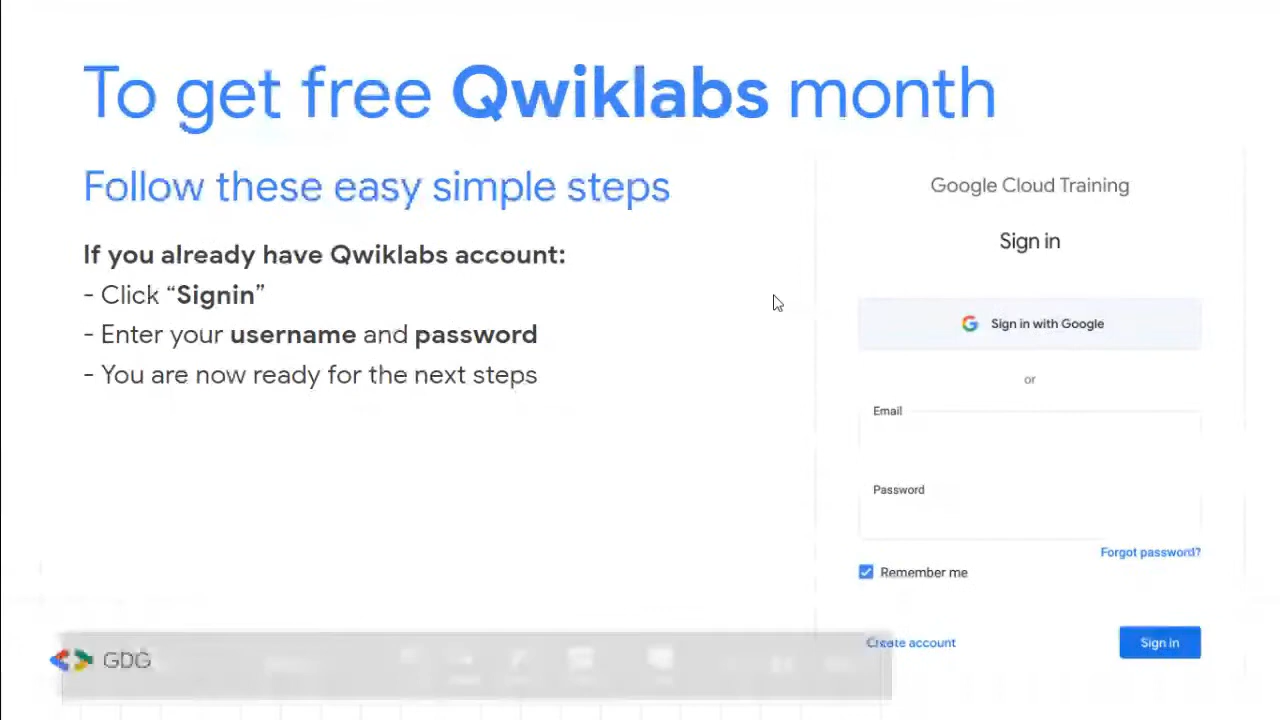 To get free Qwiklabs month
Follow these easy simple steps
If you already have Qwiklabs account:
- Click “Signin”
- Enter your username and password
- You are now ready for the next steps
Google Cloud Training
Sign in
Sign in with Google
or
Email
Password
Forgot password?
Remember me
Create account
Sign in
GDG